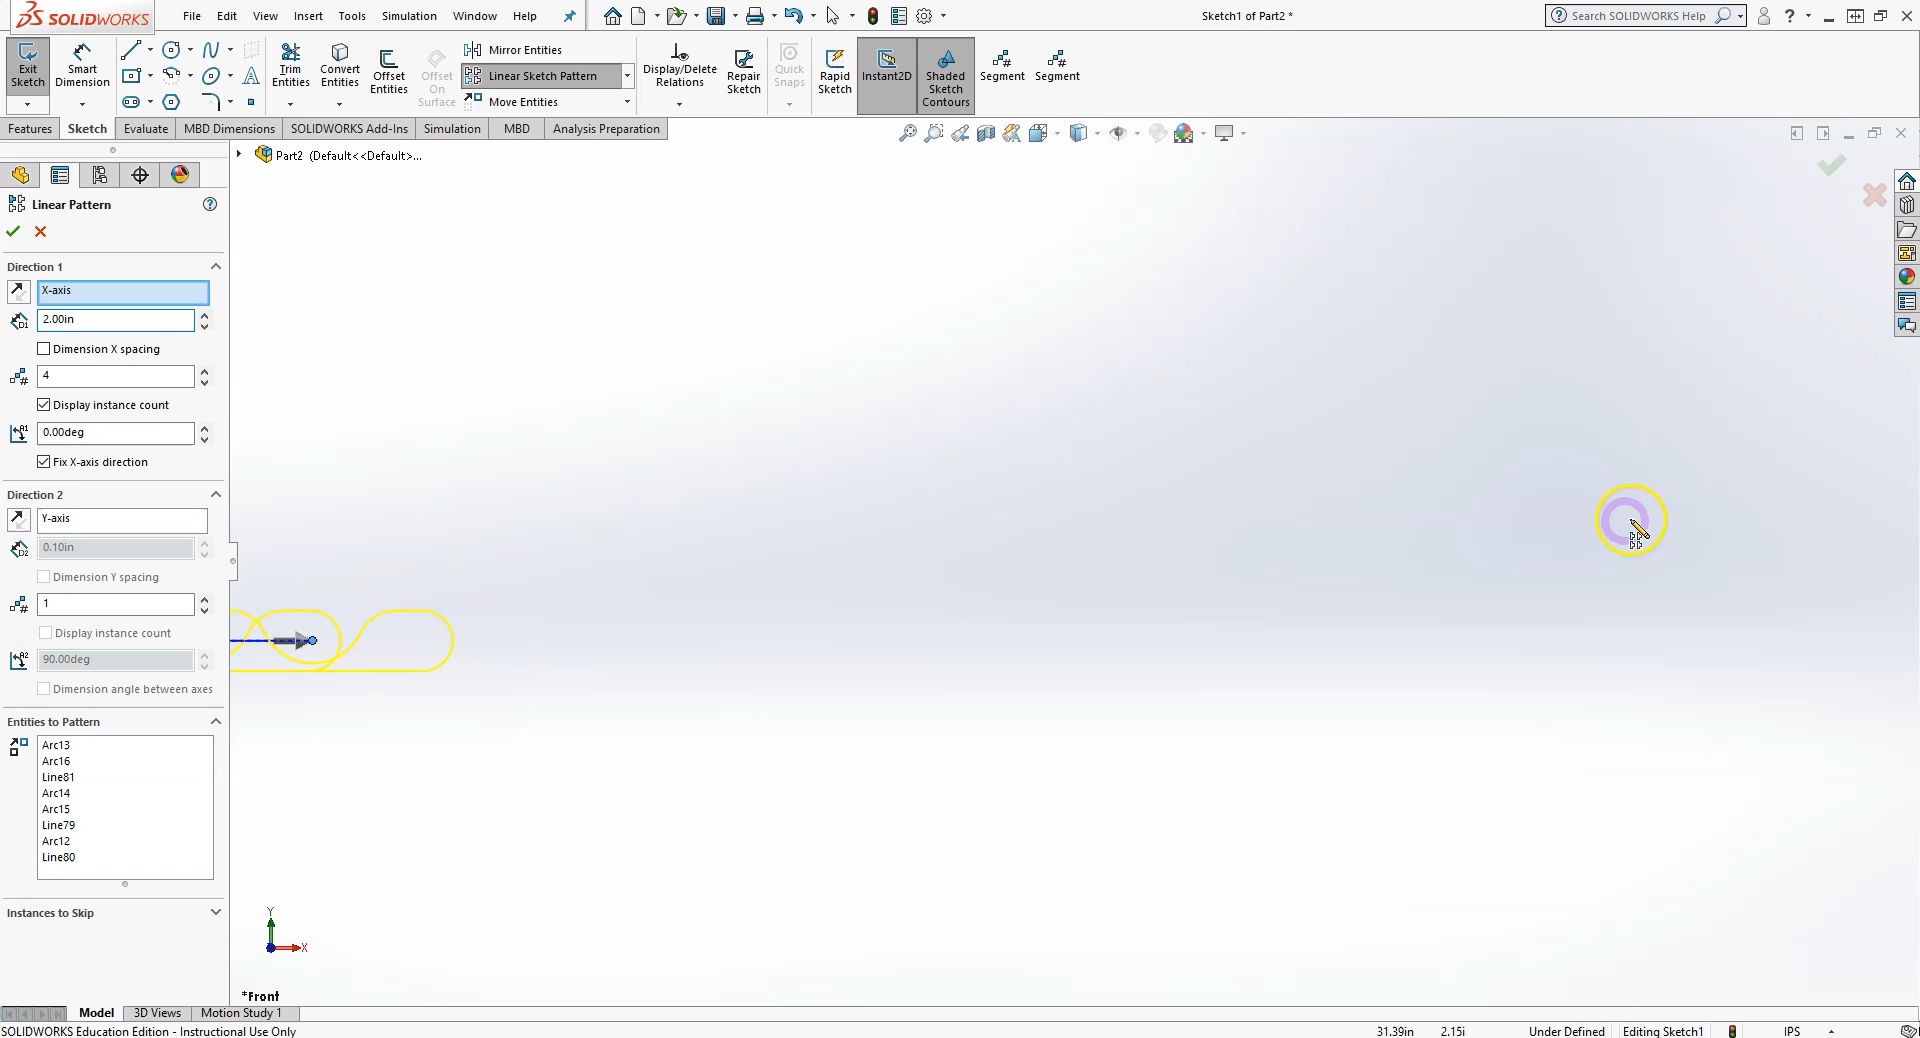 SOLIDWORKS
File Edit View Insert Tools Simulation Window Help
Sketch1 of Part2 *
Search SOLIDWORKS Help
Exit Sketch
Smart Dimension
Trim Entities
Convert Entities
Offset Entities
Offset On Surface
Mirror Entities
Linear Sketch Pattern
Move Entities
Display/Delete Relations
Repair Sketch
Quick Snaps
Rapid Sketch
Instant2D
Shaded Sketch Contours
Segment
Segment
Features Sketch Evaluate MBD Dimensions SOLIDWORKS Add-Ins Simulation MBD Analysis Preparation
Part2 (Default<<Default>...
Linear Pattern
Direction 1
X-axis
D1
2.00in
Dimension X spacing
#
4
Display instance count
A1
0.00deg
Fix X-axis direction
Direction 2
Y-axis
D2
0.10in
Dimension Y spacing
#
1
Display instance count
A2
90.00deg
Dimension angle between axes
Entities to Pattern
Arc13
Arc16
Line81
Arc14
Arc15
Line79
Arc12
Line80
Instances to Skip
Y
X
*Front
Model 3D Views Motion Study 1
SOLIDWORKS Education Edition - Instructional Use Only
31.39in 2.15i Under Defined Editing Sketch1 IPS